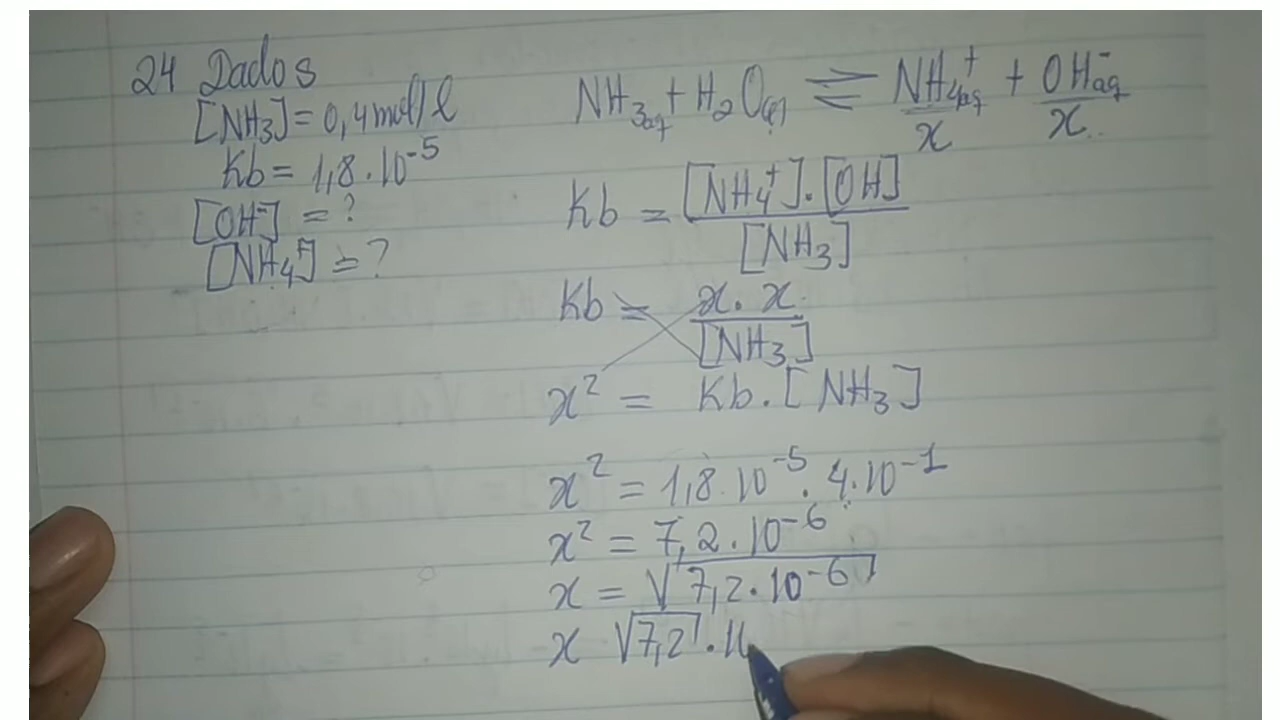 24 Dados
[NH3] = 0,4 mol/l
Kb = 1,8 . 10⁻⁵
[OH⁻] = ?
[NH₄⁺] = ?
NH₃aq + H₂O(l) ⇌ NH₄⁺aq + OH⁻aq
x x
Kb = [NH₄⁺] . [OH]
[NH₃]
Kb = x . x
[NH₃]
x² = Kb . [NH₃]
x² = 1,8 . 10⁻⁵ . 4 . 10⁻¹
x² = 7,2 . 10⁻⁶
x = √7,2 . 10⁻⁶
x √7,2 . 1